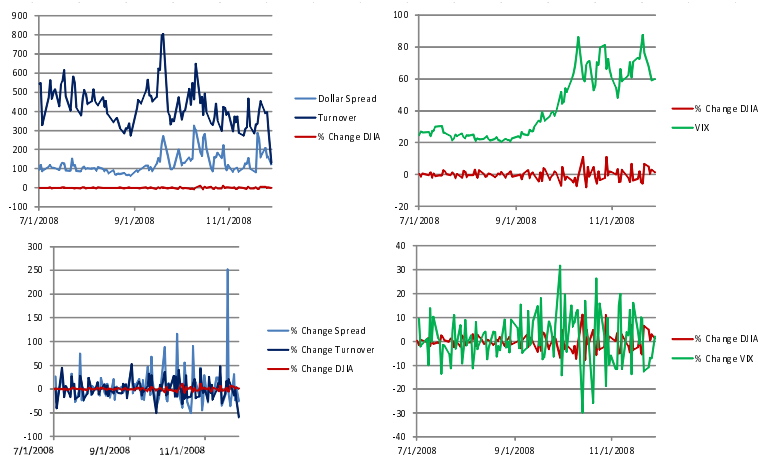 900
800
700
600
500
400
300
200
100
0
-100
7/1/2008 9/1/2008 11/1/2008
Dollar Spread
Turnover
% Change DJIA
100
80
60
40
20
0
-20
7/1/2008 9/1/2008 11/1/2008
% Change DJIA
VIX
300
250
200
150
100
50
0
-50
-100
7/1/2008 9/1/2008 11/1/2008
% Change Spread
% Change Turnover
% Change DJIA
40
30
20
10
0
-10
-20
-30
-40
7/1/2008 9/1/2008 11/1/2008
% Change DJIA
% Change VIX